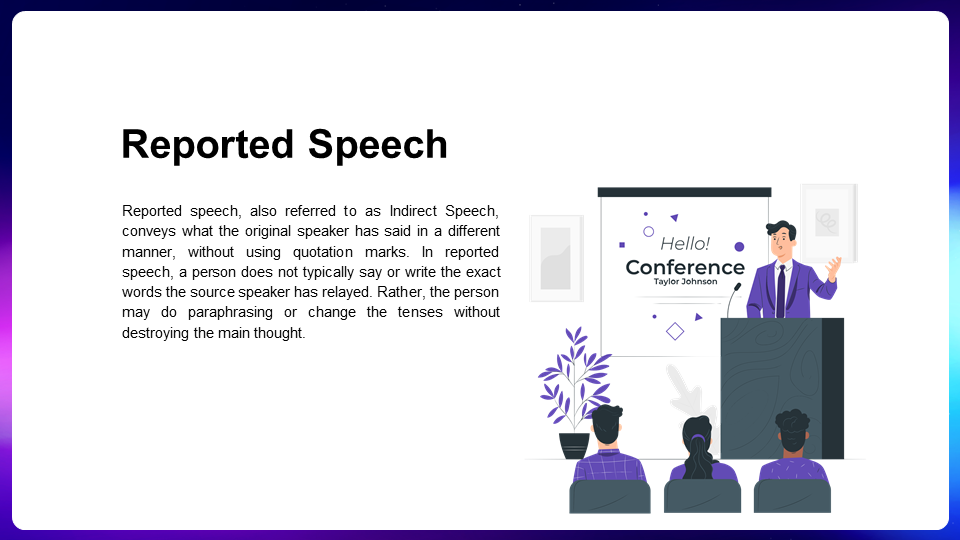 Reported Speech
Reported speech, also referred to as Indirect Speech,
conveys what the original speaker has said in a different
manner, without using quotation marks. In reported
speech, a person does not typically say or write the exact
words the source speaker has relayed. Rather, the person
may do paraphrasing or change the tenses without
destroying the main thought.
Hello!
Conference
Taylor Johnson